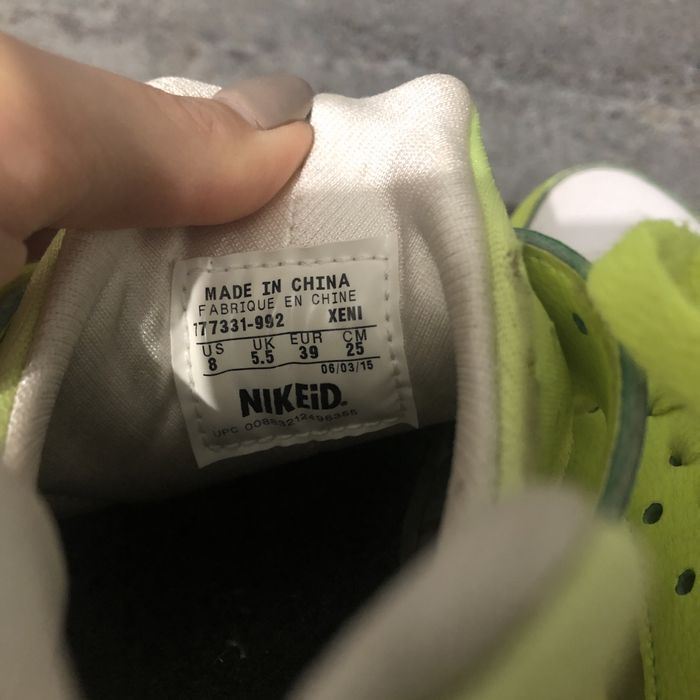 MADE IN CHINA
FABRIQUE EN CHINE
177331-992 XENI
US UK EUR CM
8 5.5 39 25
06/03/15
NIKEiD.
UPC